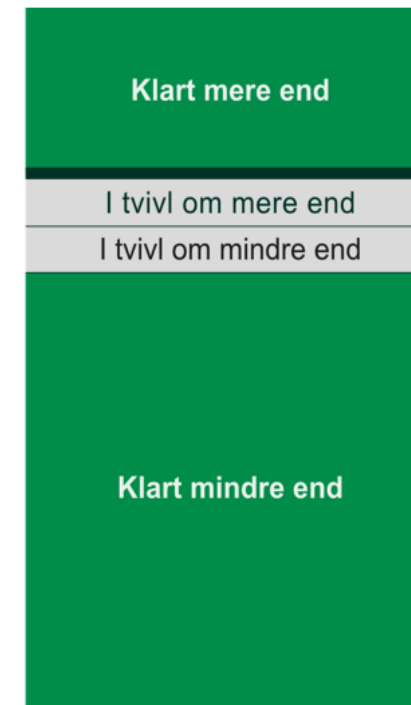 Klart mere end
I tvivl om mere end
I tvivl om mindre end
Klart mindre end